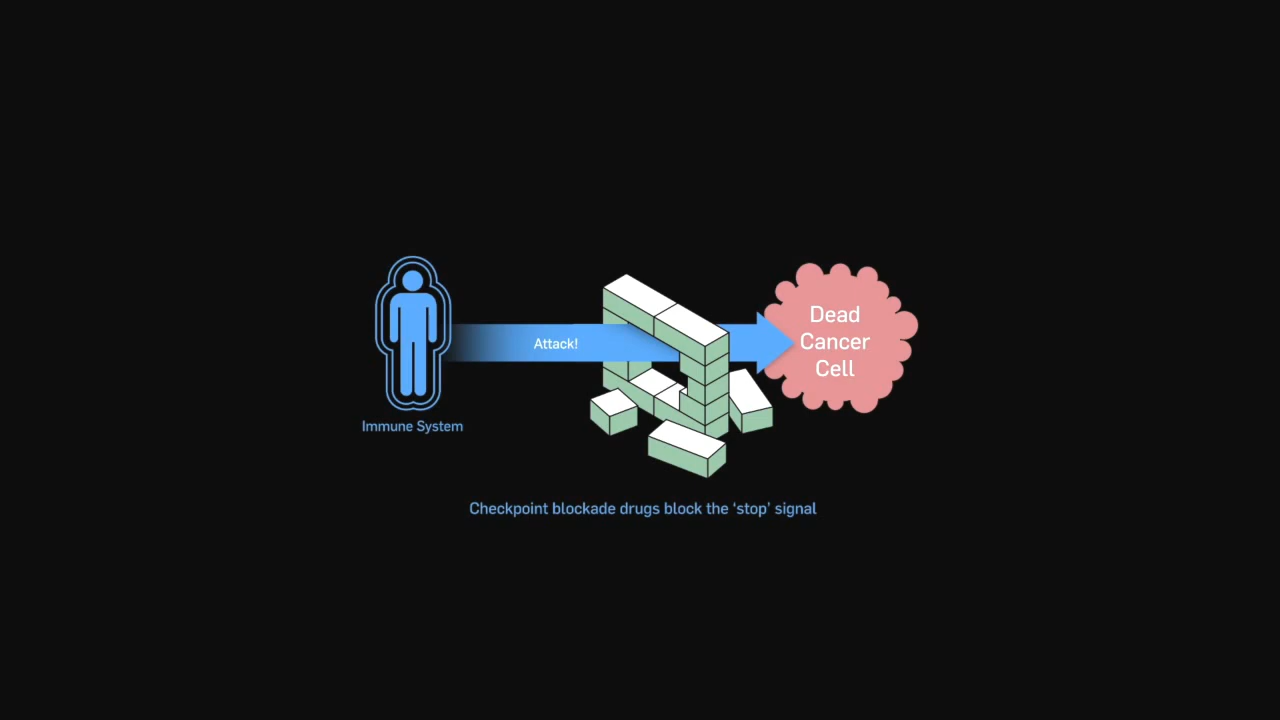 Attack!
Dead
Cancer
Cell
Immune System
Checkpoint blockade drugs block the ‘stop’ signal